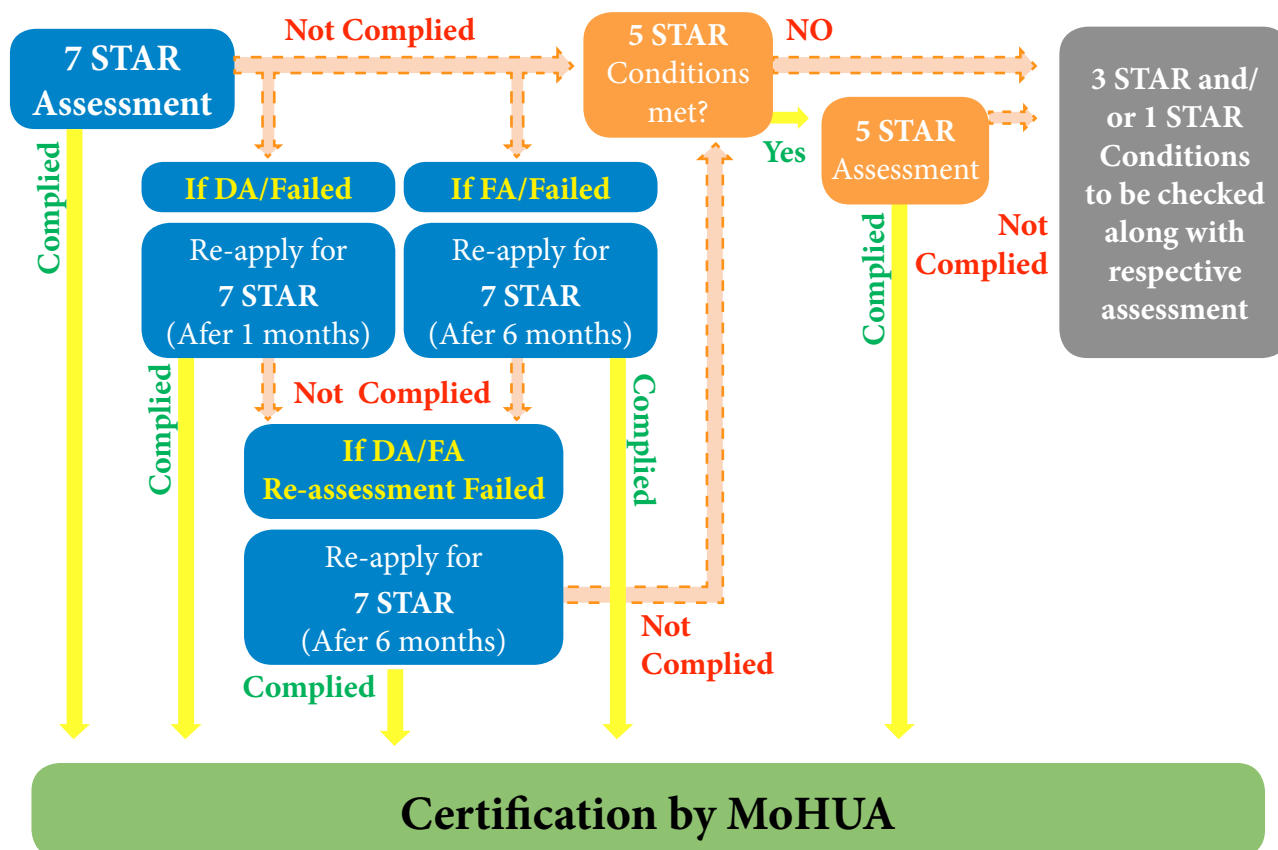 7 STAR
Assessment
Not Complied
5 STAR
Conditions
met?
NO
3 STAR and/
or 1 STAR
Conditions
to be checked
along with
respective
assessment
Yes
5 STAR
Assessment
Not
Complied
Complied
Complied
If DA/Failed
If FA/Failed
Re-apply for
7 STAR
(Afer 1 months)
Re-apply for
7 STAR
(Afer 6 months)
Complied
Not Complied
Complied
If DA/FA
Re-assessment Failed
Re-apply for
7 STAR
(Afer 6 months)
Not
Complied
Complied
Certification by MoHUA